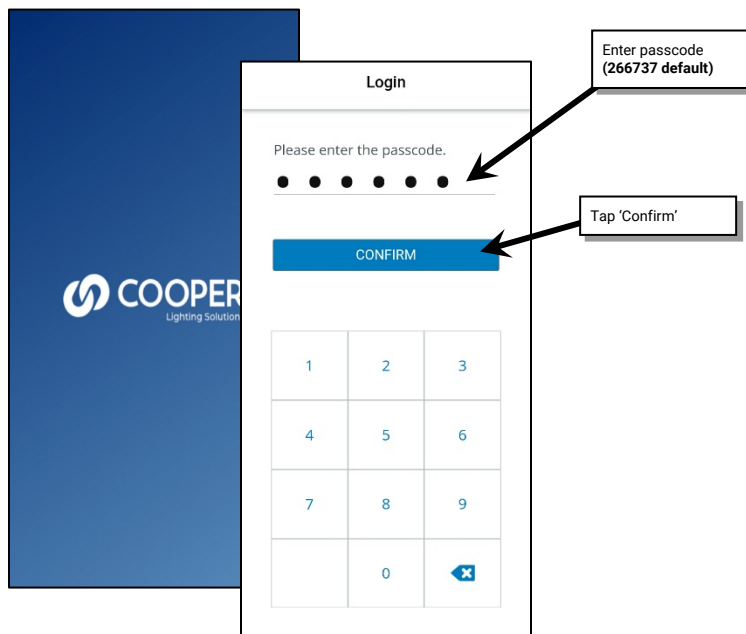 COOPER
Lighting Solution
Login
Please enter the passcode.
CONFIRM
1 2 3
4 5 6
7 8 9
0
Enter passcode
(266737 default)
Tap ‘Confirm’